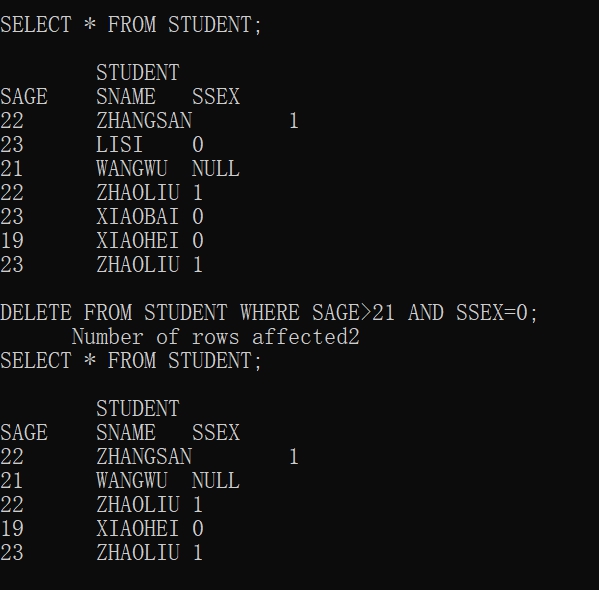 SELECT * FROM STUDENT;
STUDENT
SAGE SNAME SSEX
22 ZHANGSAN 1
23 LISI 0
21 WANGWU NULL
22 ZHAOLIU 1
23 XIAOBAI 0
19 XIAOHEI 0
23 ZHAOLIU 1
DELETE FROM STUDENT WHERE SAGE>21 AND SSEX=0;
Number of rows affected2
SELECT * FROM STUDENT;
STUDENT
SAGE SNAME SSEX
22 ZHANGSAN 1
21 WANGWU NULL
22 ZHAOLIU 1
19 XIAOHEI 0
23 ZHAOLIU 1